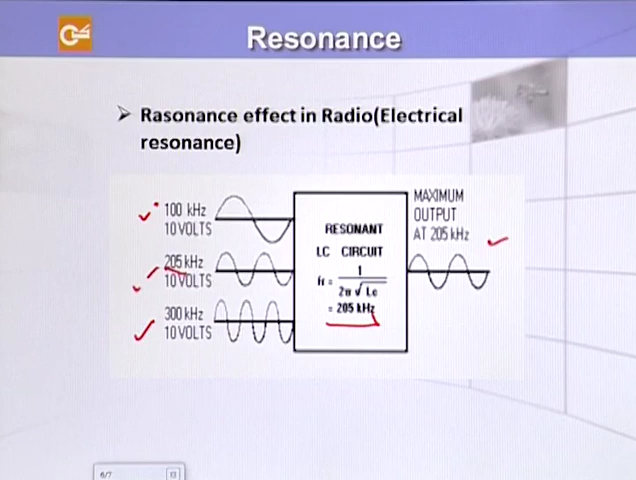 Resonance
Rasonance effect in Radio(Electrical
resonance)
100 kHz
10 VOLTS
205 kHz
10 VOLTS
300 kHz
10 VOLTS
RESONANT
LC CIRCUIT
fr = 1
2π √ Lc
= 205 kHz
MAXIMUM
OUTPUT
AT 205 kHz
6/7